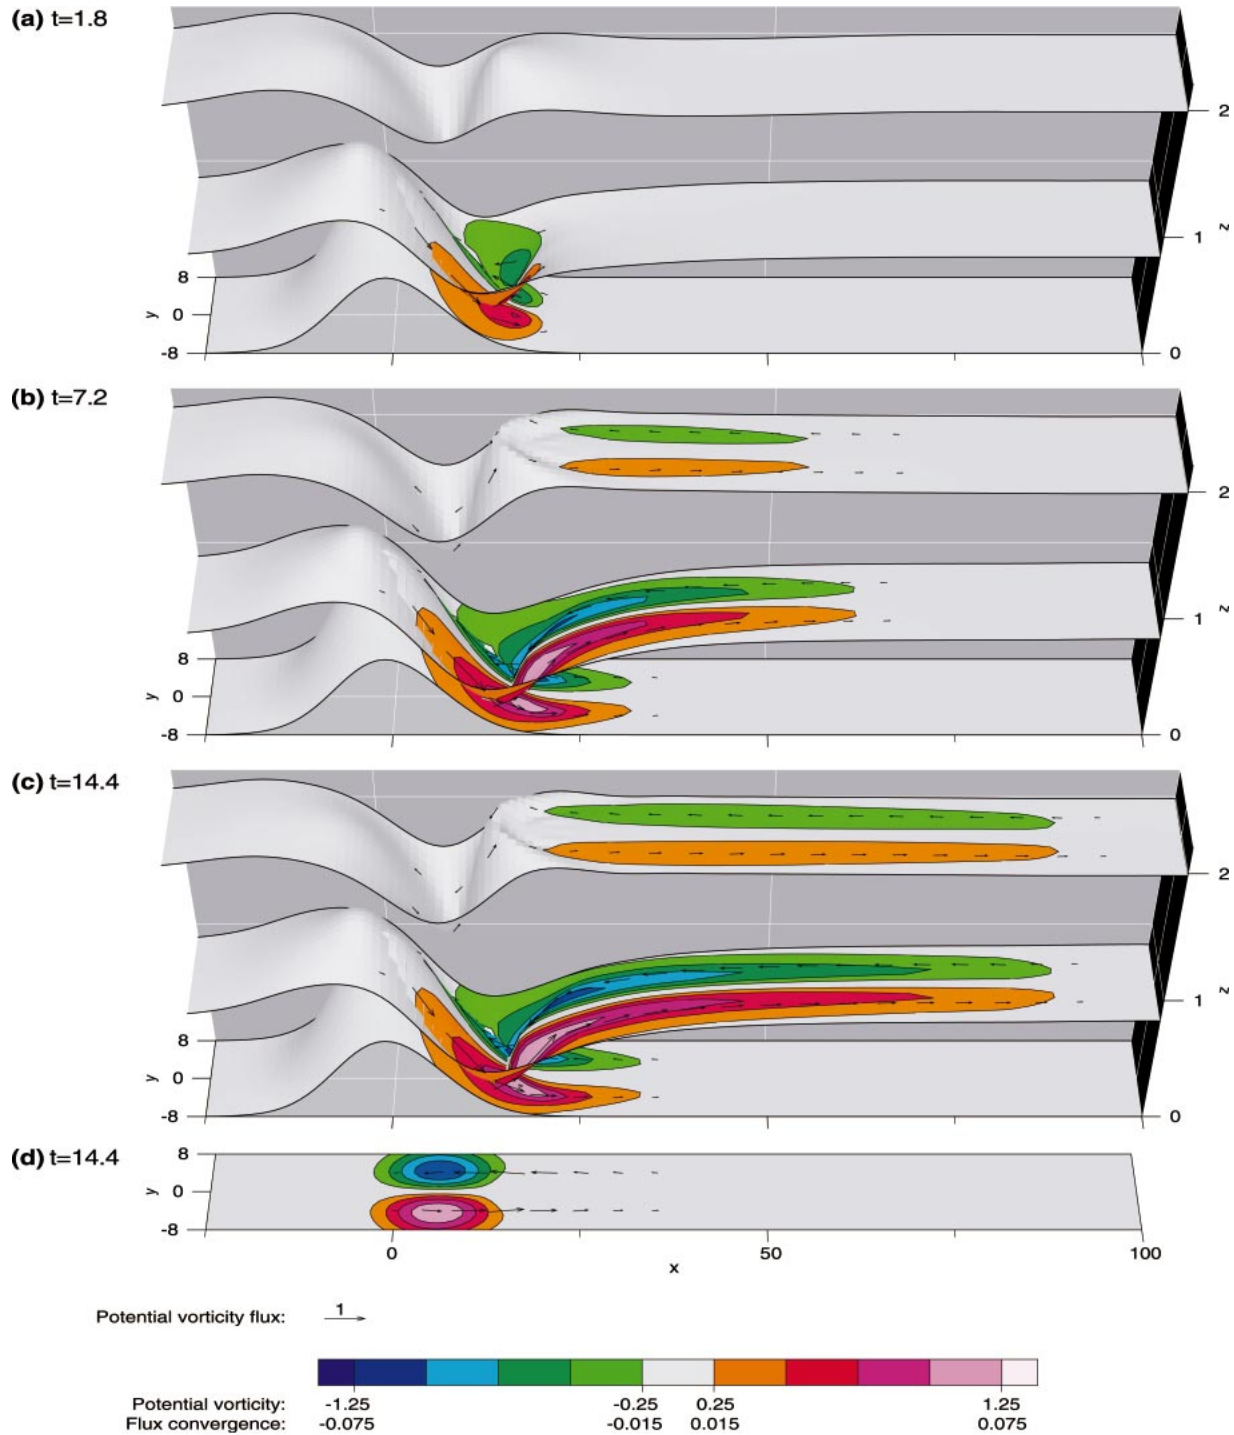 (a) t=1.8
2
1
z
8
y 0
-8
0
(b) t=7.2
2
1
z
8
y 0
-8
0
(c) t=14.4
2
1
z
8
y 0
-8
0
(d) t=14.4
8
y 0
-8
0 50 100
x
Potential vorticity flux: 1
Potential vorticity: -1.25 -0.25 0.25 1.25
Flux convergence: -0.075 -0.015 0.015 0.075